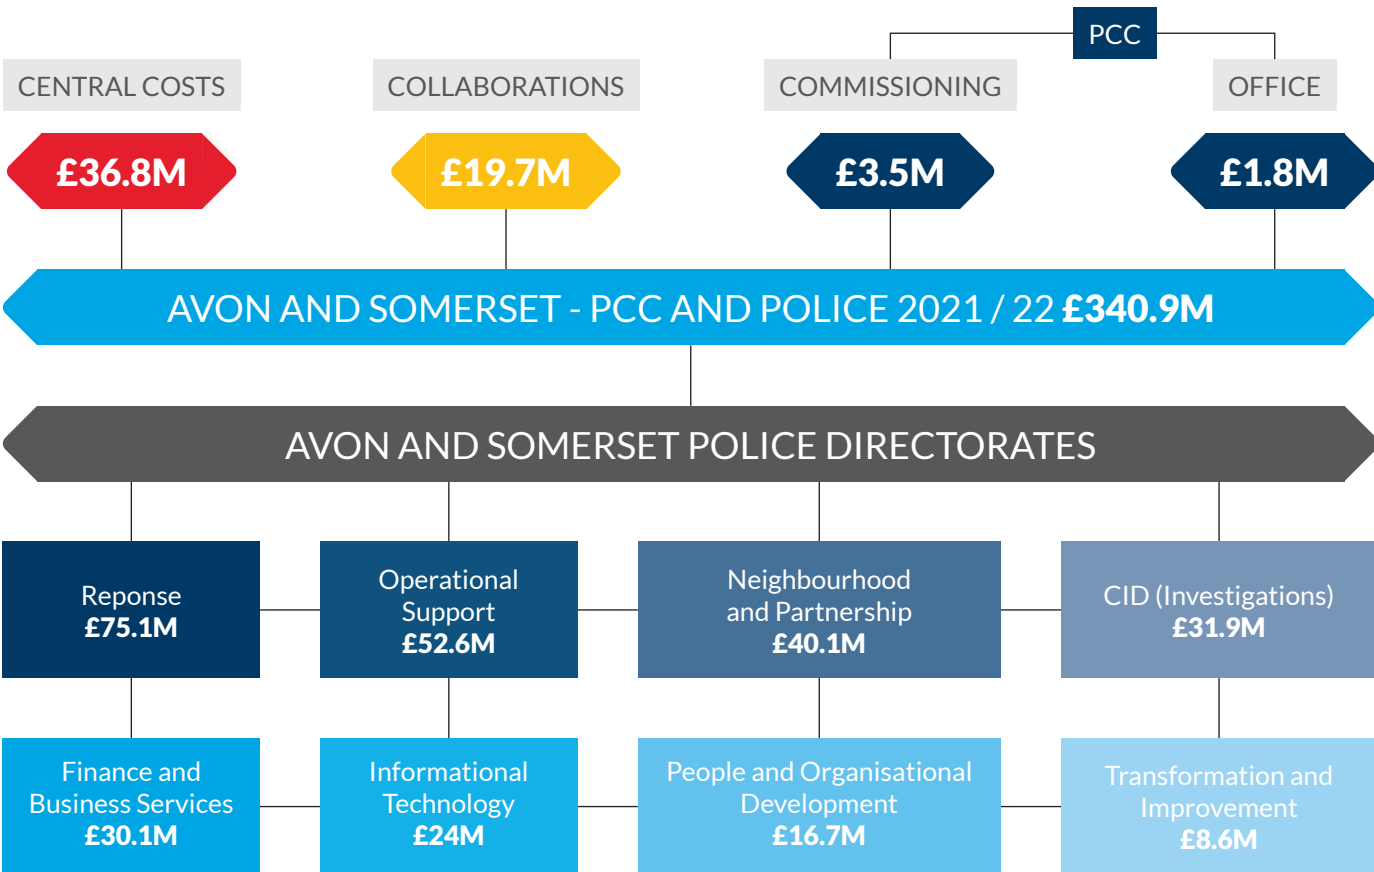 PCC
CENTRAL COSTS
COLLABORATIONS
COMMISSIONING
OFFICE
£36.8M
£19.7M
£3.5M
£1.8M
AVON AND SOMERSET - PCC AND POLICE 2021 / 22 £340.9M
AVON AND SOMERSET POLICE DIRECTORATES
Reponse
£75.1M
Operational
Support
£52.6M
Neighbourhood
and Partnership
£40.1M
CID (Investigations)
£31.9M
Finance and
Business Services
£30.1M
Informational
Technology
£24M
People and Organisational
Development
£16.7M
Transformation and
Improvement
£8.6M